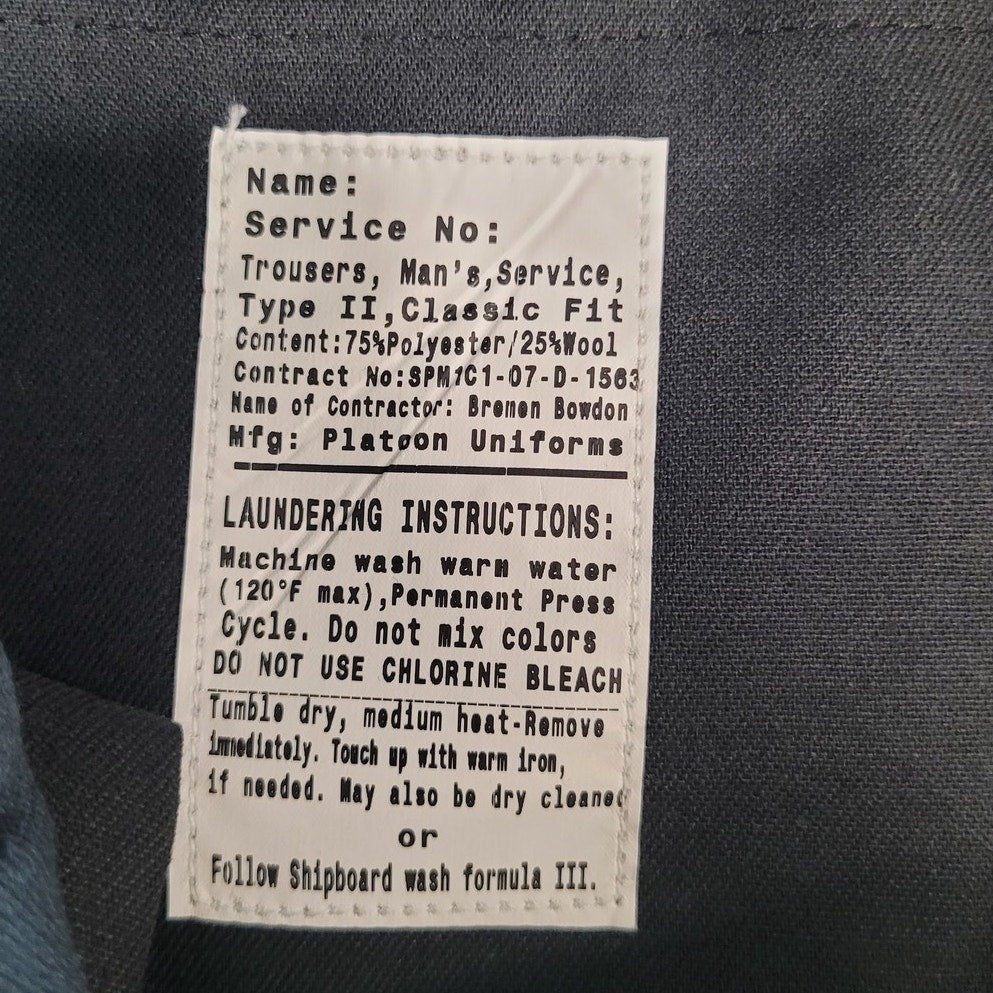 Name:
Service No:
Trousers, Man's,Service,
Type II,Classic Fit
Content:75%Polyester/25%Wool
Contract No:SPM1C1-07-D-1563
Name of Contractor: Bremen Bowdon
Mfg: Platoon Uniforms
LAUNDERING INSTRUCTIONS:
Machine wash warm water
(120°F max),Permanent Press
Cycle. Do not mix colors
DO NOT USE CHLORINE BLEACH
Tumble dry, medium heat-Remove
immediately. Touch up with warm iron,
if needed. May also be dry cleaned
or
Follow Shipboard wash formula III.